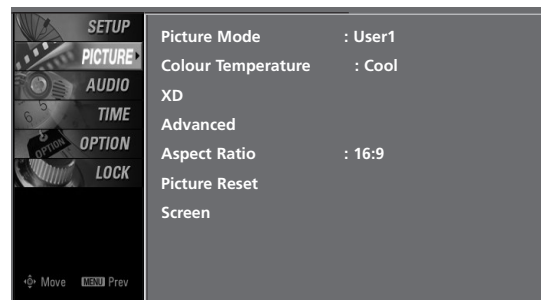 SETUP
PICTURE
AUDIO
TIME
OPTION
LOCK
Move MENU Prev
Picture Mode : User1
Colour Temperature : Cool
XD
Advanced
Aspect Ratio : 16:9
Picture Reset
Screen